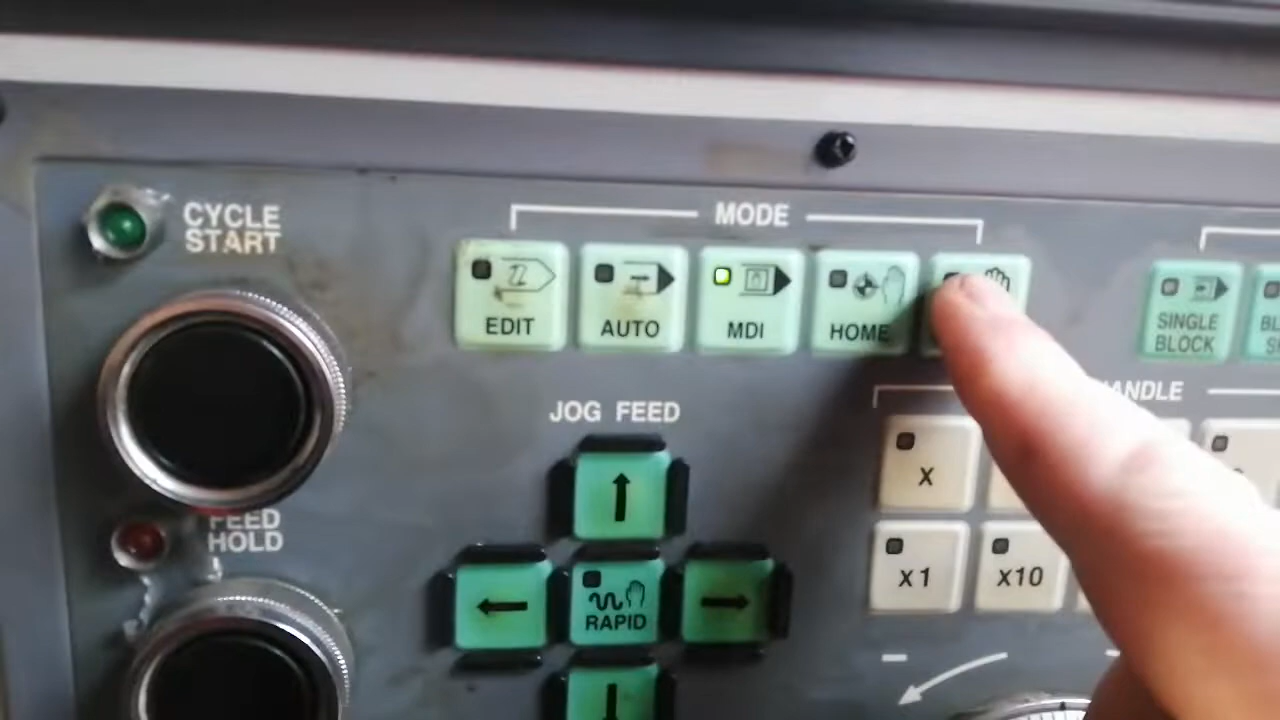 CYCLE
START
MODE
EDIT
AUTO
MDI
HOME
SINGLE
BLOCK
JOG FEED
X
FEED
HOLD
X1
X10
RAPID